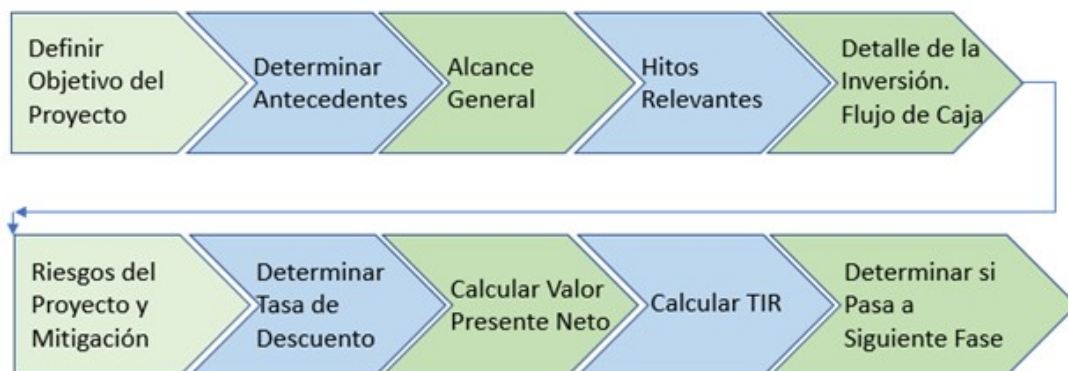 Definir
Objetivo del
Proyecto
Determinar
Antecedentes
Alcance
General
Hitos
Relevantes
Detalle de la
Inversión.
Flujo de Caja
Riesgos del
Proyecto y
Mitigación
Determinar
Tasa de
Descuento
Calcular Valor
Presente Neto
Calcular TIR
Determinar si
Pasa a
Siguiente Fase